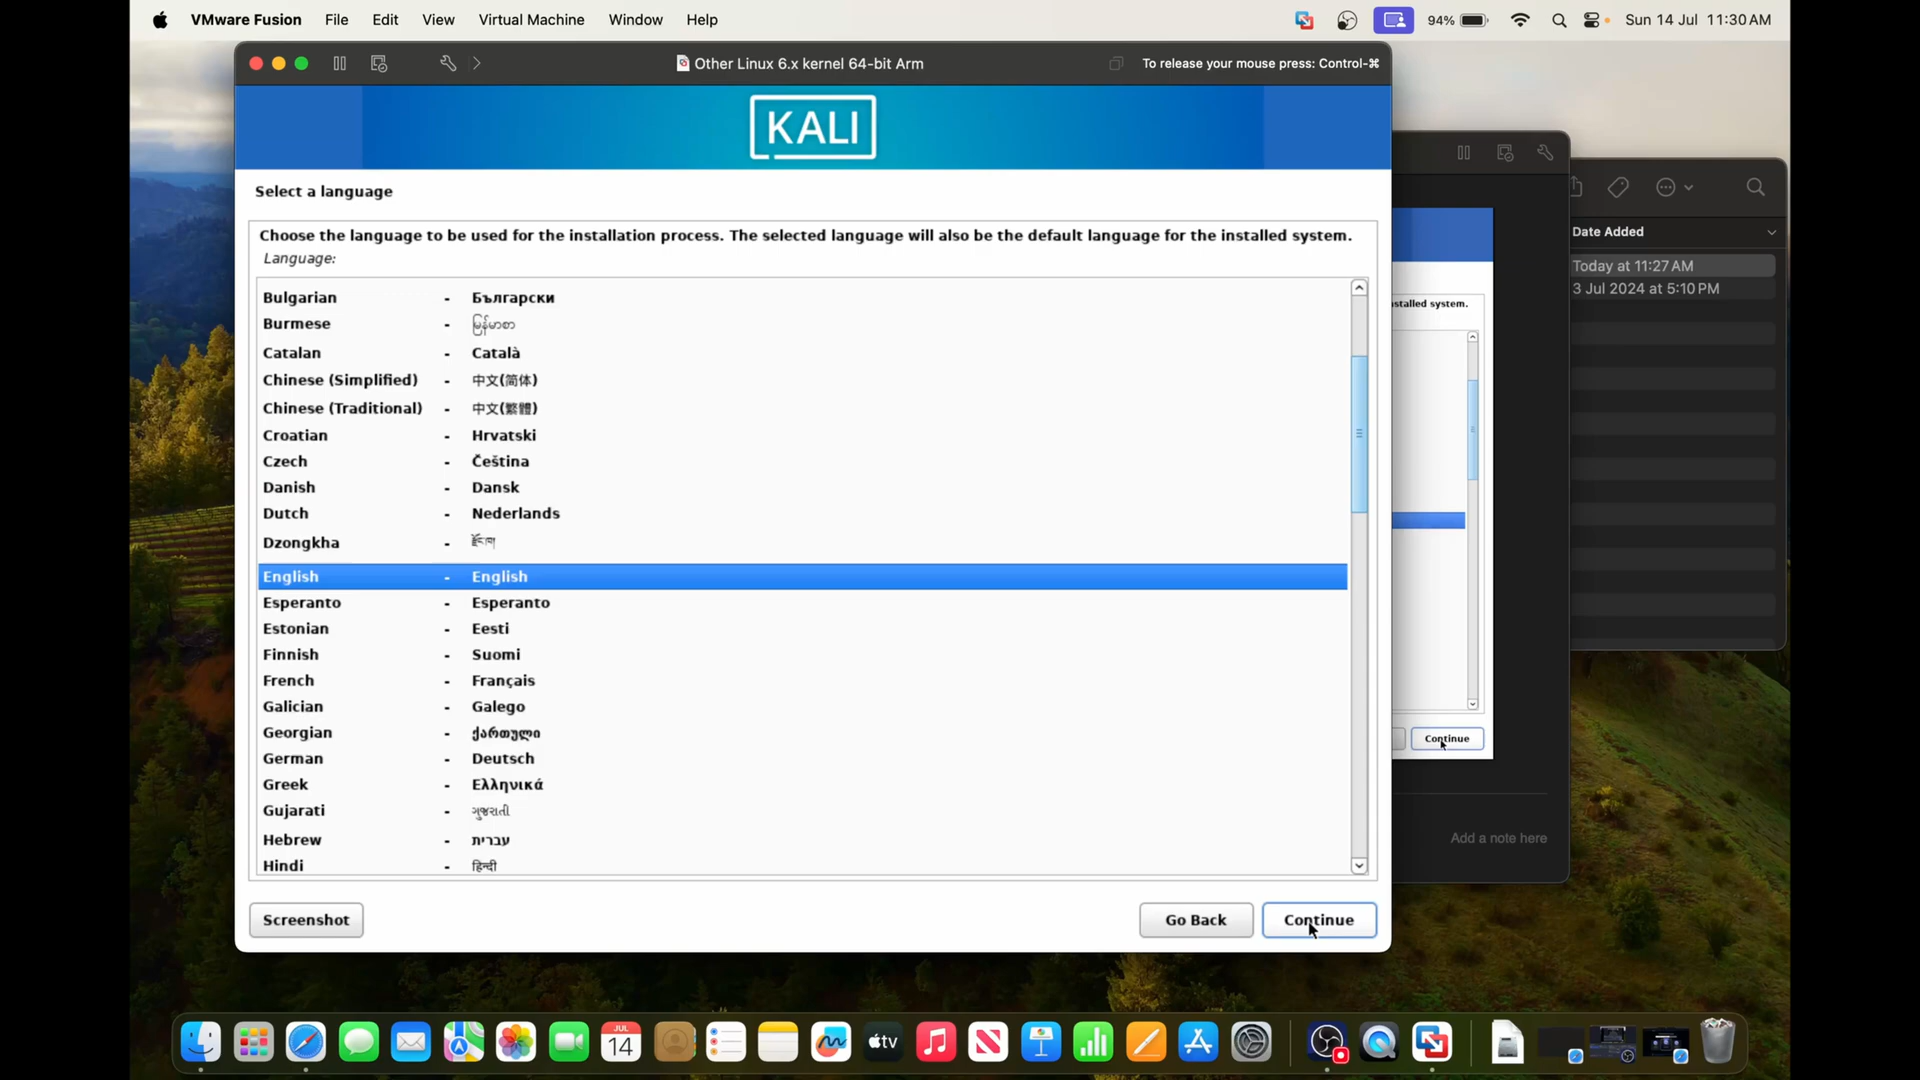 VMware Fusion File Edit View Virtual Machine Window Help 94% Sun 14 Jul 11:30 AM
Other Linux 6.x kernel 64-bit Arm To release your mouse press: Control-⌘
KALI
Select a language
Choose the language to be used for the installation process. The selected language will also be the default language for the installed system.
Language:
Bulgarian - Български
Burmese - မြန်မာစာ
Catalan - Català
Chinese (Simplified) - 中文(简体)
Chinese (Traditional) - 中文(繁體)
Croatian - Hrvatski
Czech - Čeština
Danish - Dansk
Dutch - Nederlands
Dzongkha - རྫོང་ཁ།
English - English
Esperanto - Esperanto
Estonian - Eesti
Finnish - Suomi
French - Français
Galician - Galego
Georgian - ქართული
German - Deutsch
Greek - Ελληνικά
Gujarati - ગુજરાતી
Hebrew - עברית
Hindi - हिन्दी
Screenshot Go Back Continue
stalled system.
Continue
Add a note here
Date Added
Today at 11:27 AM
3 Jul 2024 at 5:10 PM
JUL
14
tv